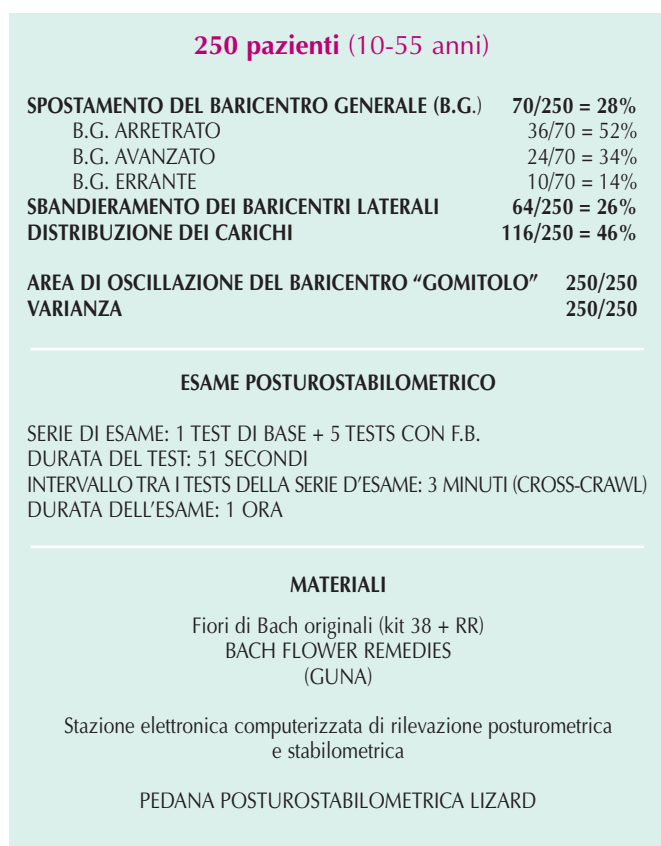 250 pazienti (10-55 anni)
SPOSTAMENTO DEL BARICENTRO GENERALE (B.G.) 70/250 = 28%
B.G. ARRETRATO 36/70 = 52%
B.G. AVANZATO 24/70 = 34%
B.G. ERRANTE 10/70 = 14%
SBANDIERAMENTO DEI BARICENTRI LATERALI 64/250 = 26%
DISTRIBUZIONE DEI CARICHI 116/250 = 46%
AREA DI OSCILLAZIONE DEL BARICENTRO “GOMITOLO” 250/250
VARIANZA 250/250
ESAME POSTUROSTABILOMETRICO
SERIE DI ESAME: 1 TEST DI BASE + 5 TESTS CON F.B.
DURATA DEL TEST: 51 SECONDI
INTERVALLO TRA I TESTS DELLA SERIE D’ESAME: 3 MINUTI (CROSS-CRAWL)
DURATA DELL’ESAME: 1 ORA
MATERIALI
Fiori di Bach originali (kit 38 + RR)
BACH FLOWER REMEDIES
(GUNA)
Stazione elettronica computerizzata di rilevazione posturometrica
e stabilometrica
PEDANA POSTUROSTABILOMETRICA LIZARD